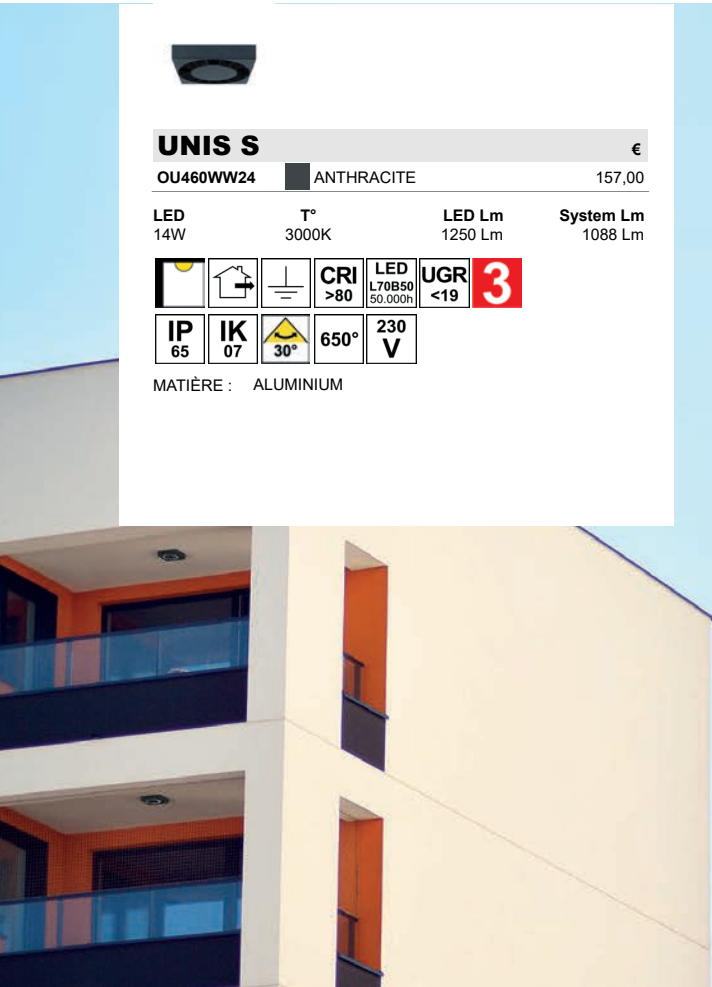 UNIS S €
OU460WW24 ANTHRACITE 157,00
LED T° LED Lm System Lm
14W 3000K 1250 Lm 1088 Lm
CRI >80 LED L70B50 50.000h UGR <19 3
IP 65 IK 07 30° 650° 230 V
MATIÈRE : ALUMINIUM